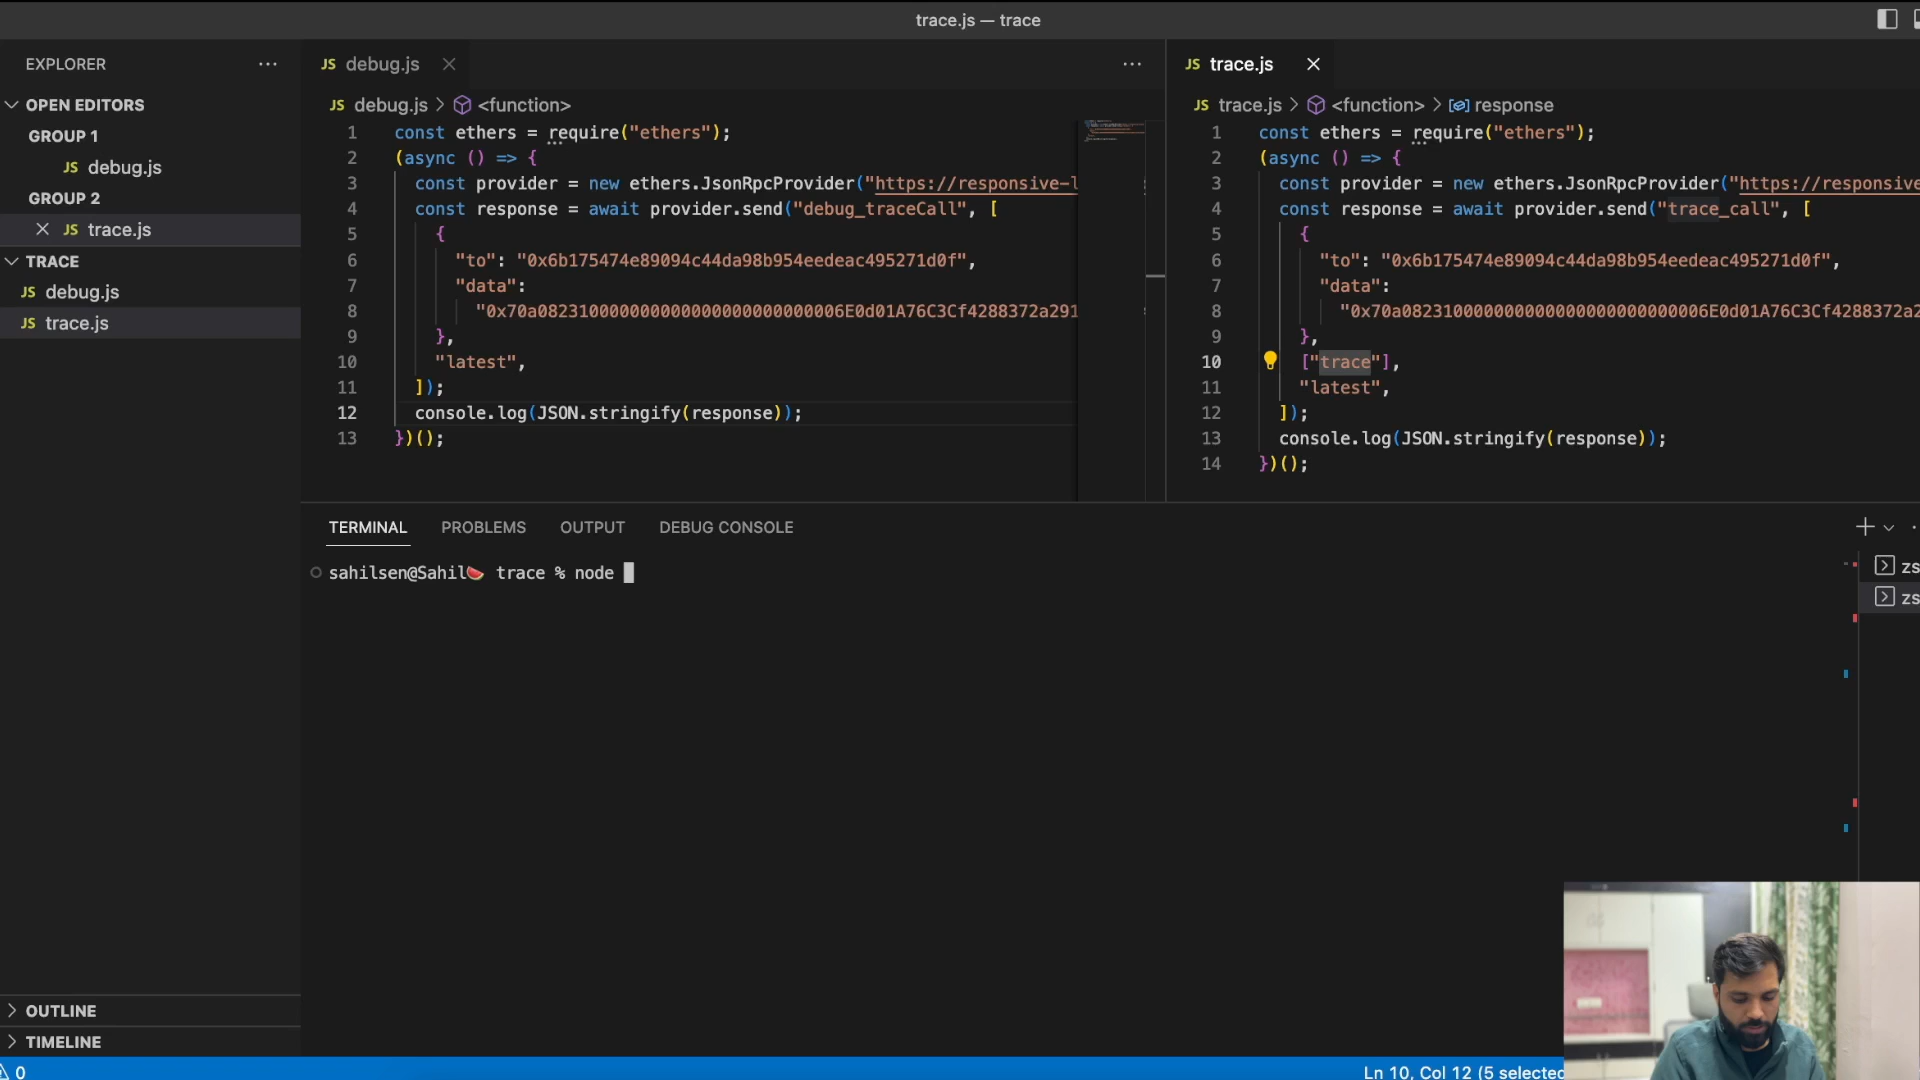 trace.js — trace
EXPLORER
OPEN EDITORS
GROUP 1
JS debug.js
GROUP 2
JS trace.js
TRACE
JS debug.js
JS trace.js
OUTLINE
TIMELINE
JS debug.js
JS debug.js > <function>
1 const ethers = require("ethers");
2 (async () => {
3 const provider = new ethers.JsonRpcProvider("https://responsive-l
4 const response = await provider.send("debug_traceCall", [
5 {
6 "to": "0x6b175474e89094c44da98b954eedeac495271d0f",
7 "data":
8 "0x70a082310000000000000000000000006E0d01A76C3Cf4288372a291
9 },
10 "latest",
11 ]);
12 console.log(JSON.stringify(response));
13 })();
JS trace.js
JS trace.js > <function> > response
1 const ethers = require("ethers");
2 (async () => {
3 const provider = new ethers.JsonRpcProvider("https://responsive
4 const response = await provider.send("trace_call", [
5 {
6 "to": "0x6b175474e89094c44da98b954eedeac495271d0f",
7 "data":
8 "0x70a082310000000000000000000000006E0d01A76C3Cf4288372a2
9 },
10 ["trace"],
11 "latest",
12 ]);
13 console.log(JSON.stringify(response));
14 })();
TERMINAL PROBLEMS OUTPUT DEBUG CONSOLE
sahilsen@Sahil🍉 trace % node
zs
zs
0
Ln 10, Col 12 (5 selected